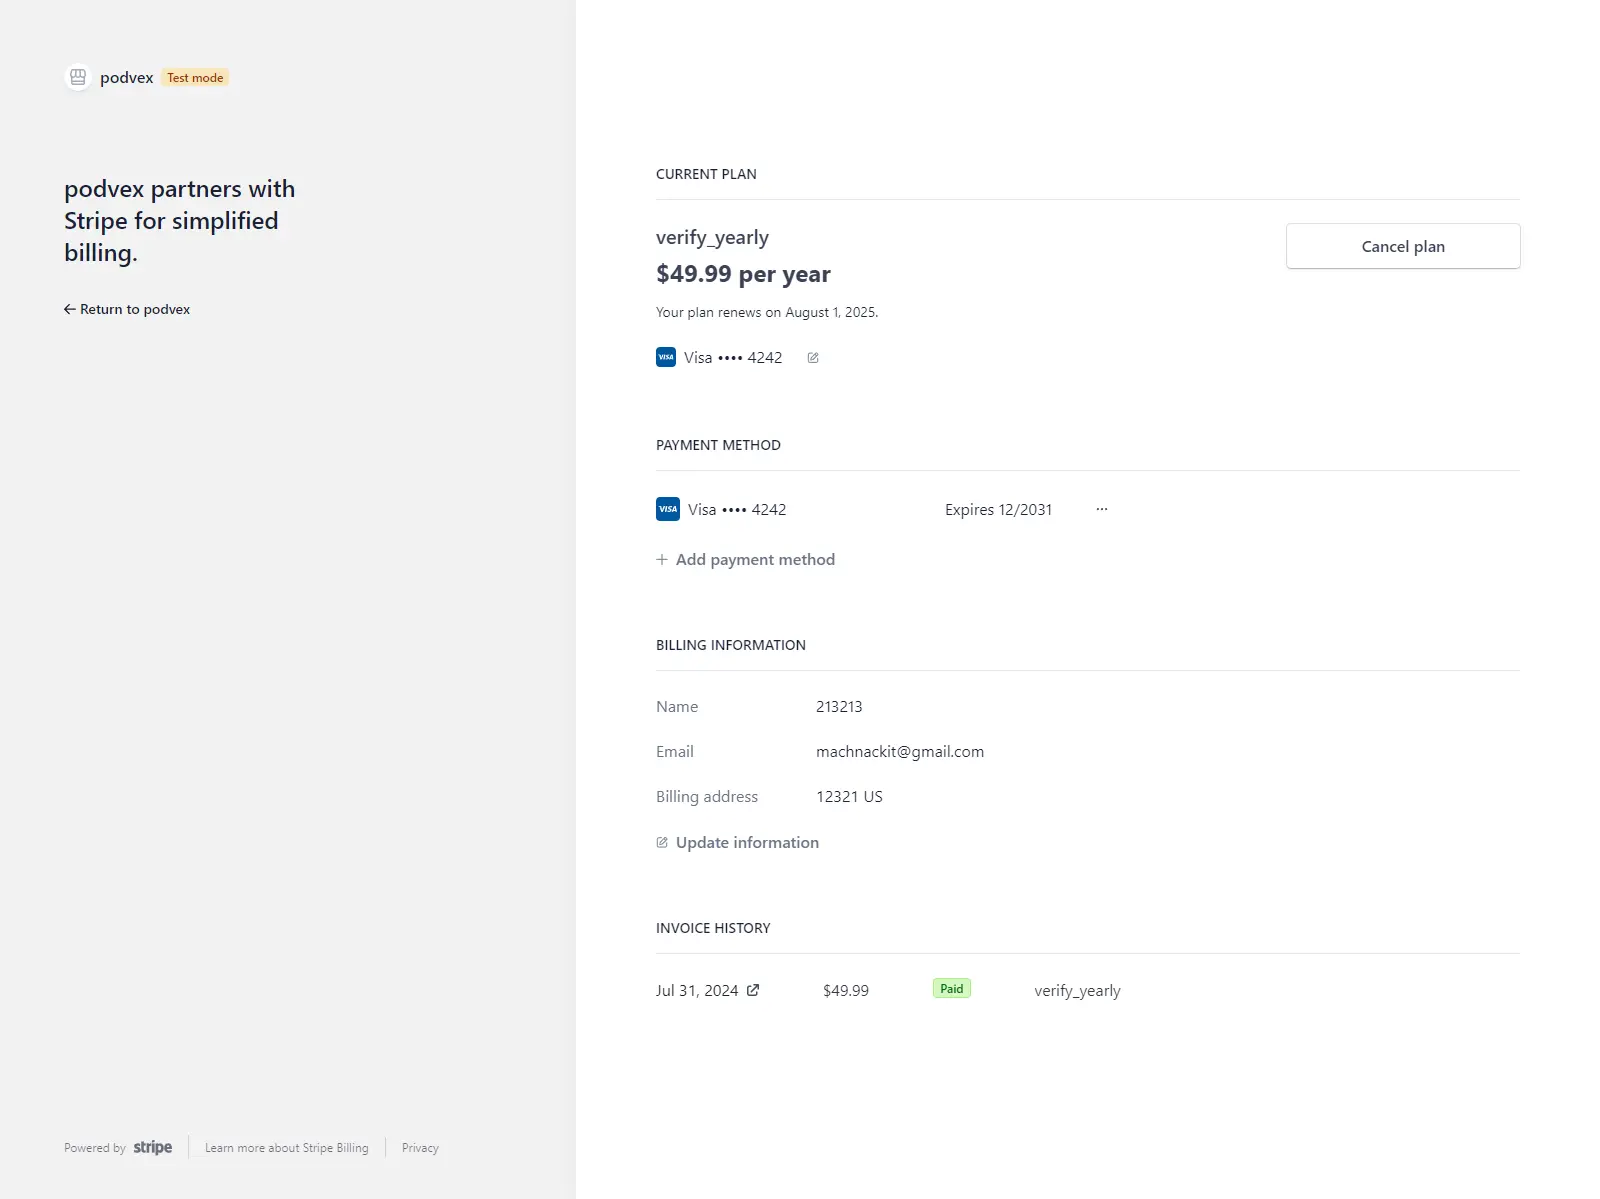 podvex Test mode
podvex partners with
Stripe for simplified
billing.
← Return to podvex
Powered by stripe Learn more about Stripe Billing Privacy
CURRENT PLAN
verify_yearly
$49.99 per year
Cancel plan
Your plan renews on August 1, 2025.
VISA Visa •••• 4242
PAYMENT METHOD
VISA Visa •••• 4242 Expires 12/2031 ···
+ Add payment method
BILLING INFORMATION
Name 213213
Email machnackit@gmail.com
Billing address 12321 US
Update information
INVOICE HISTORY
Jul 31, 2024 $49.99 Paid verify_yearly